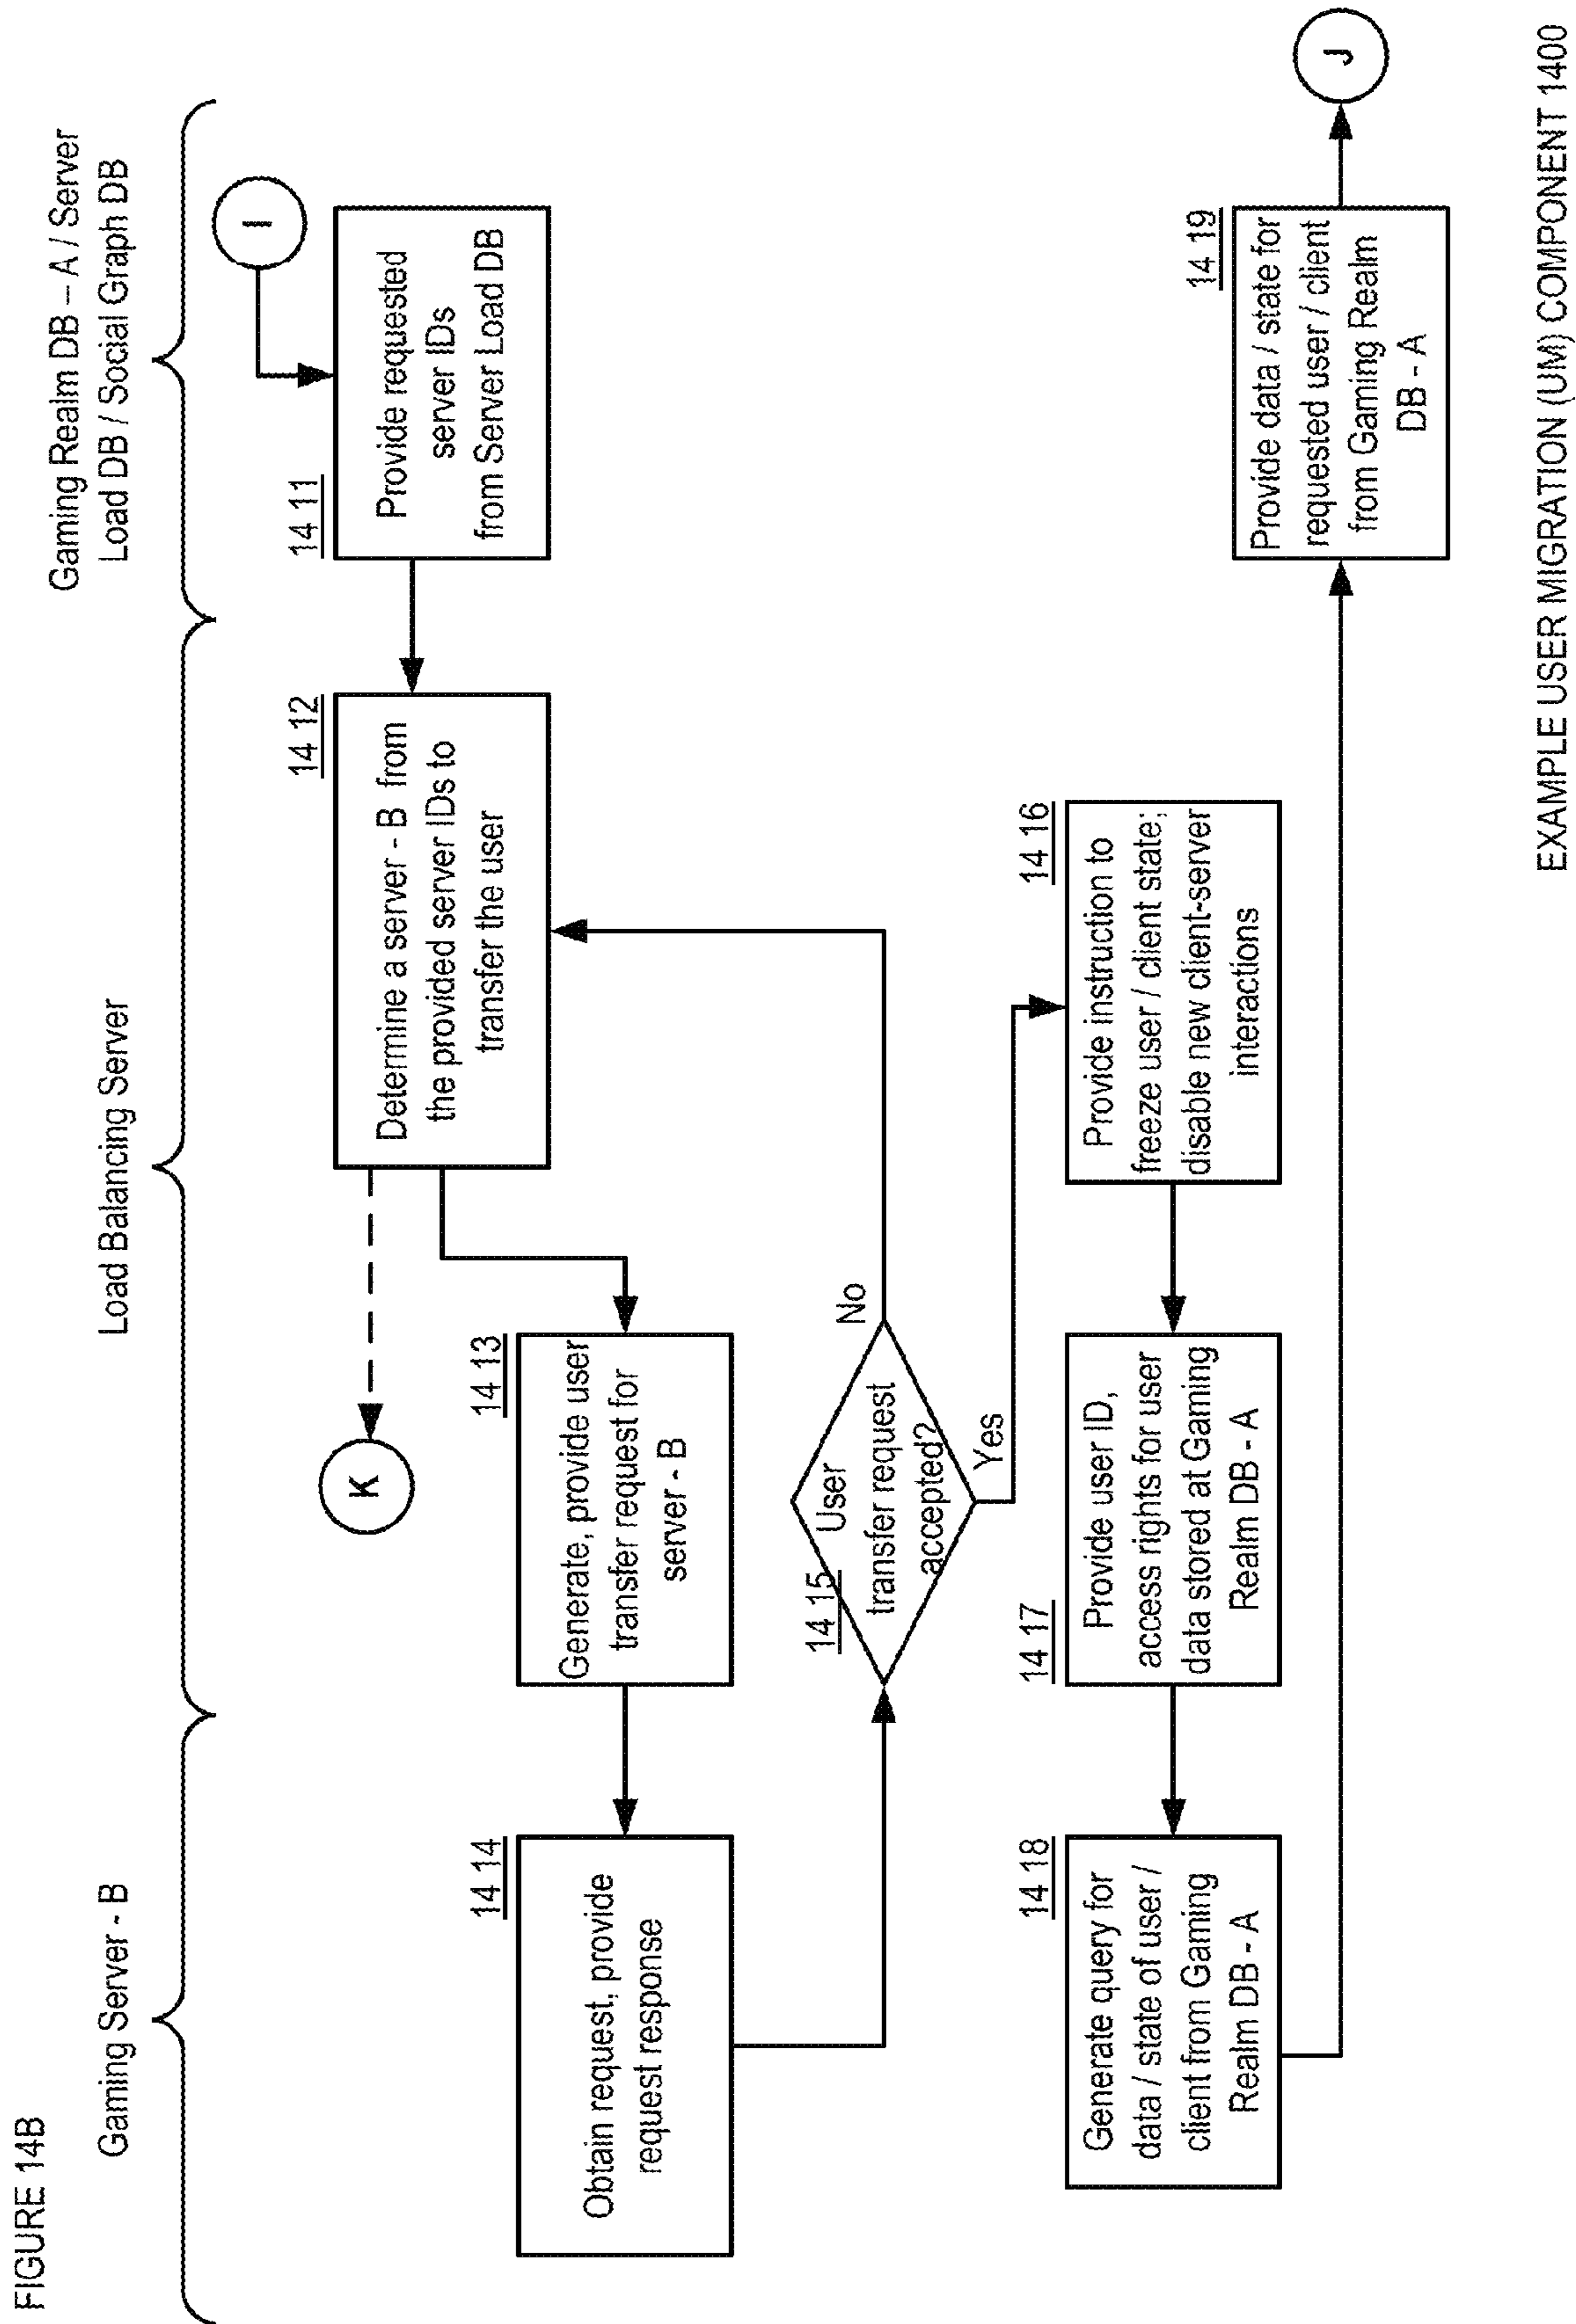 FIGURE 14B
Gaming Server - B
Load Balancing Server
Gaming Realm DB – A / Server
Load DB / Social Graph DB
I
14 11
Provide requested
server IDs
from Server Load DB
14 12
Determine a server - B from
the provided server IDs to
transfer the user
K
14 13
Generate, provide user
transfer request for
server - B
14 14
Obtain request, provide
request response
14 15
User
transfer request
accepted?
No
Yes
14 16
Provide instruction to
freeze user / client state;
disable new client-server
interactions
14 17
Provide user ID,
access rights for user
data stored at Gaming
Realm DB - A
14 18
Generate query for
data / state of user /
client from Gaming
Realm DB - A
14 19
Provide data / state for
requested user / client
from Gaming Realm
DB - A
J
EXAMPLE USER MIGRATION (UM) COMPONENT 1400